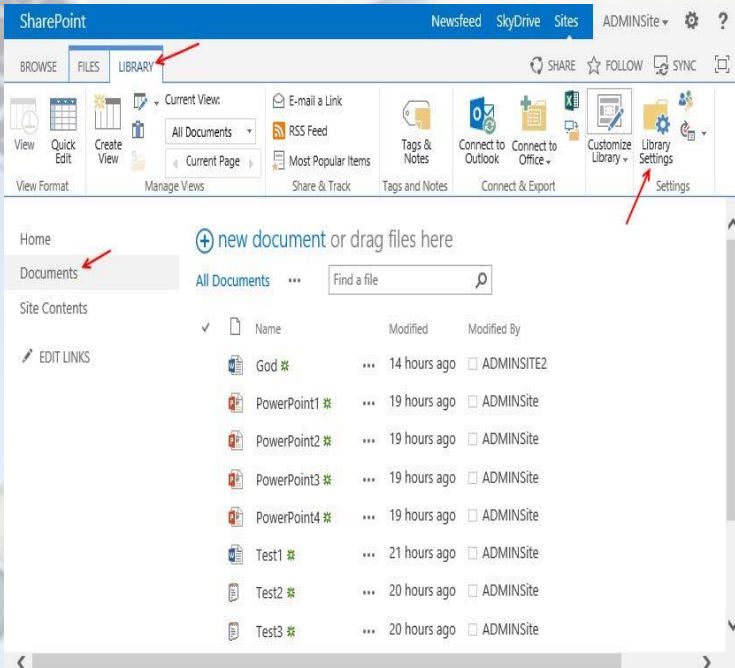 SharePoint
Newsfeed SkyDrive Sites ADMINSite ?
BROWSE FILES LIBRARY
SHARE FOLLOW SYNC
View
Quick Edit
Create View
Current View:
All Documents
Current Page
E-mail a Link
RSS Feed
Most Popular Items
Tags & Notes
Connect to Outlook
Connect to Office
Customize Library
Library Settings
View Format Manage Views Share & Track Tags and Notes Connect & Export Settings
Home
Documents
Site Contents
EDIT LINKS
new document or drag files here
All Documents ••• Find a file
Name Modified Modified By
God ••• 14 hours ago ADMINSITE2
PowerPoint1 ••• 19 hours ago ADMINSite
PowerPoint2 ••• 19 hours ago ADMINSite
PowerPoint3 ••• 19 hours ago ADMINSite
PowerPoint4 ••• 19 hours ago ADMINSite
Test1 ••• 21 hours ago ADMINSite
Test2 ••• 20 hours ago ADMINSite
Test3 ••• 20 hours ago ADMINSite